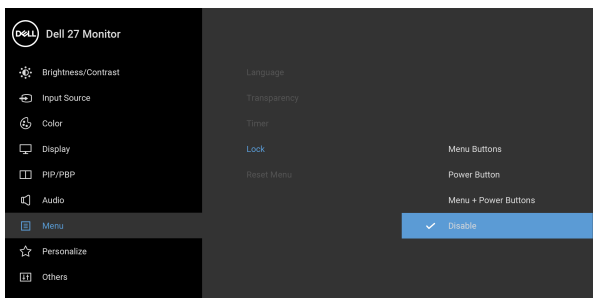 DELL Dell 27 Monitor
Brightness/Contrast Language
Input Source Transparency
Color Timer
Display Lock Menu Buttons
PIP/PBP Reset Menu Power Button
Audio Menu + Power Buttons
Menu Disable
Personalize
Others